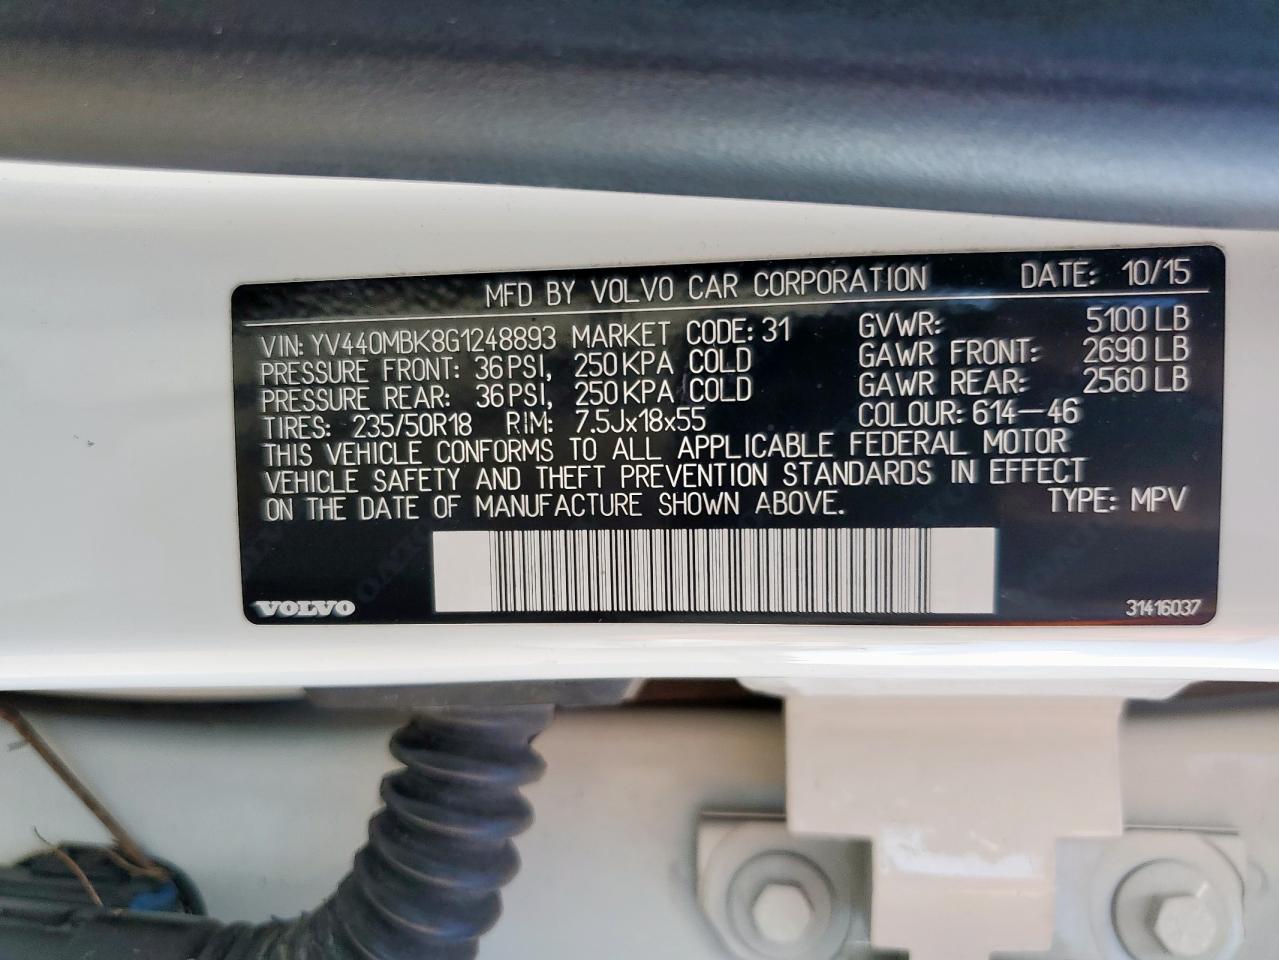 MFD BY VOLVO CAR CORPORATION DATE: 10/15
VIN: YV440MBK8G1248893 MARKET CODE: 31 GVWR: 5100 LB
PRESSURE FRONT: 36 PSI, 250 KPA COLD GAWR FRONT: 2690 LB
PRESSURE REAR: 36 PSI, 250 KPA COLD GAWR REAR: 2560 LB
TIRES: 235/50R18 RIM: 7.5Jx18x55 COLOUR: 614-46
THIS VEHICLE CONFORMS TO ALL APPLICABLE FEDERAL MOTOR
VEHICLE SAFETY AND THEFT PREVENTION STANDARDS IN EFFECT
ON THE DATE OF MANUFACTURE SHOWN ABOVE. TYPE: MPV
VOLVO 31416037